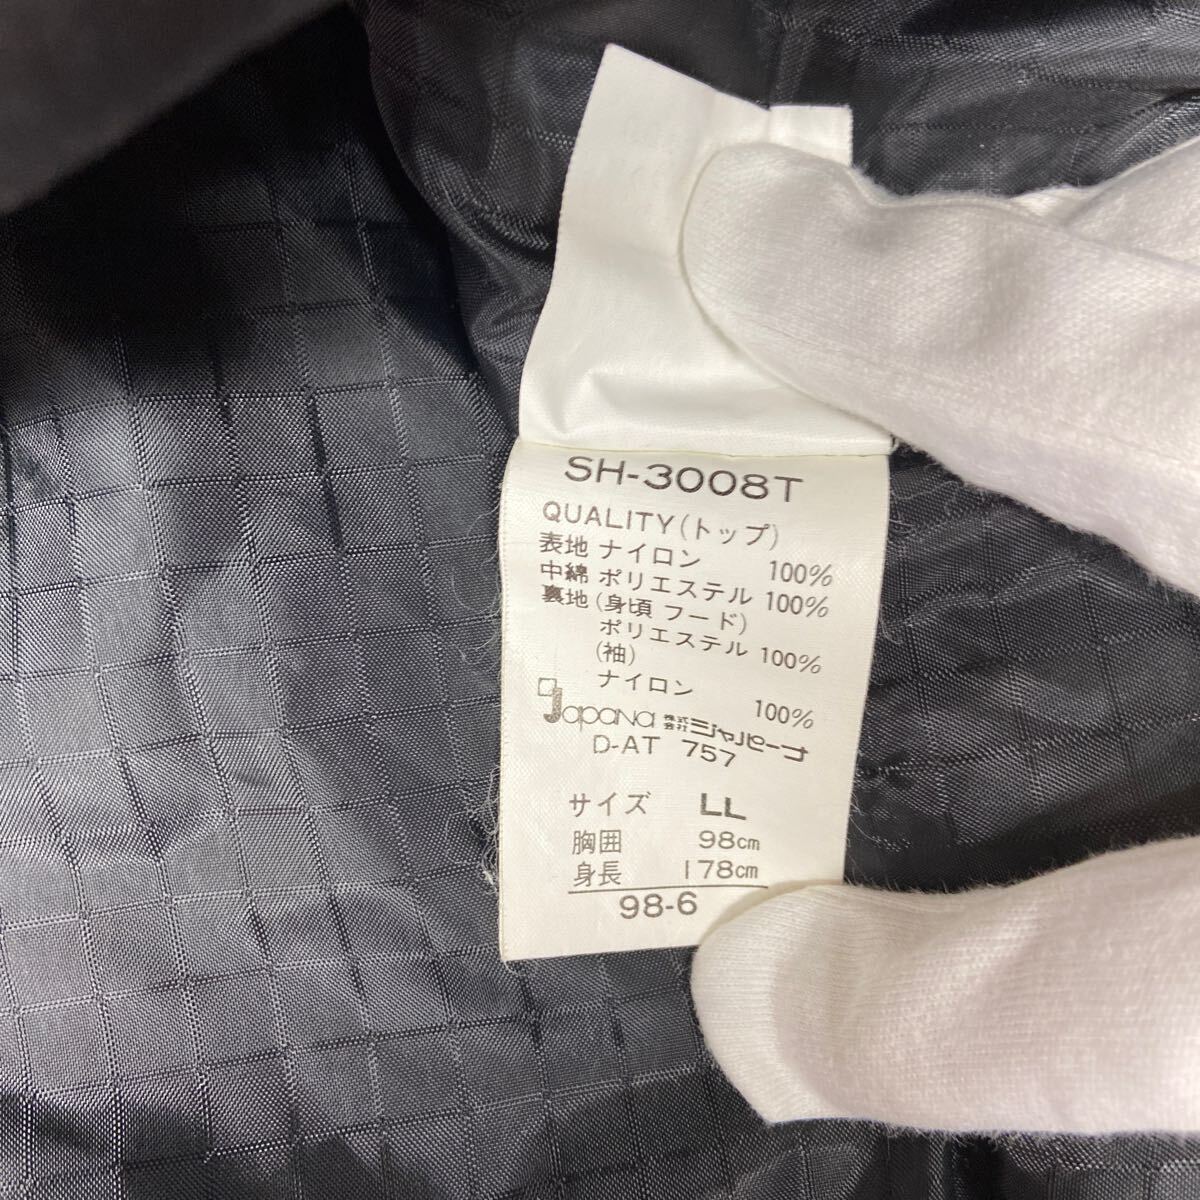 SH-3008T
QUALITY(トップ)
表地 ナイロン 100%
中綿 ポリエステル 100%
裏地(身頃 フード)
ポリエステル 100%
(袖)
ナイロン 100%
Japana 株式会社ジャパーナ
D-AT 757
サイズ LL
胸囲 98cm
身長 178cm
98-6